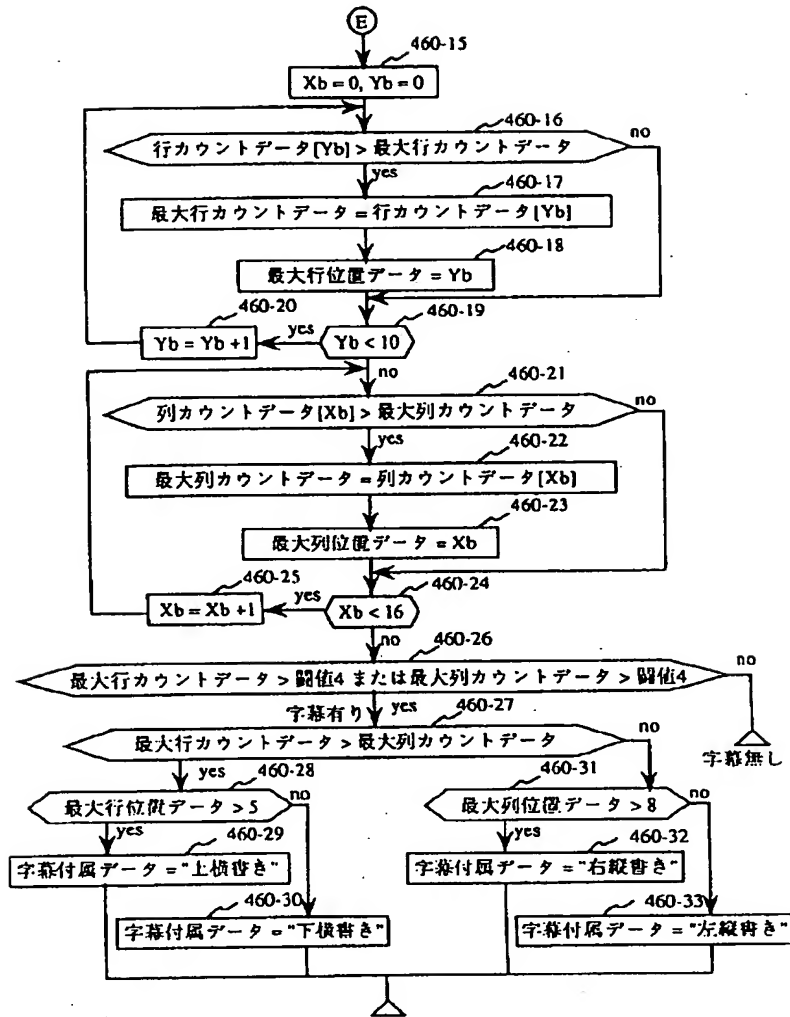 E
460-15
Xb = 0, Yb = 0
460-16
行カウントデータ[Yb] > 最大行カウントデータ
no
yes
460-17
最大行カウントデータ = 行カウントデータ[Yb]
460-18
最大行位置データ = Yb
460-20
460-19
Yb = Yb +1
yes
Yb < 10
no
460-21
列カウントデータ[Xb] > 最大列カウントデータ
no
yes
460-22
最大列カウントデータ = 列カウントデータ[Xb]
460-23
最大列位置データ = Xb
460-25
460-24
Xb = Xb +1
yes
Xb < 16
no
460-26
最大行カウントデータ > 閾値4 または最大列カウントデータ > 閾値4
no
字幕有り
yes
460-27
最大行カウントデータ > 最大列カウントデータ
no
字幕無し
yes
460-28
460-31
最大行位置データ > 5
no
最大列位置データ > 8
no
yes
460-29
yes
460-32
字幕付属データ = "上横書き"
字幕付属データ = "右縦書き"
460-30
460-33
字幕付属データ = "下横書き"
字幕付属データ = "左縦書き"